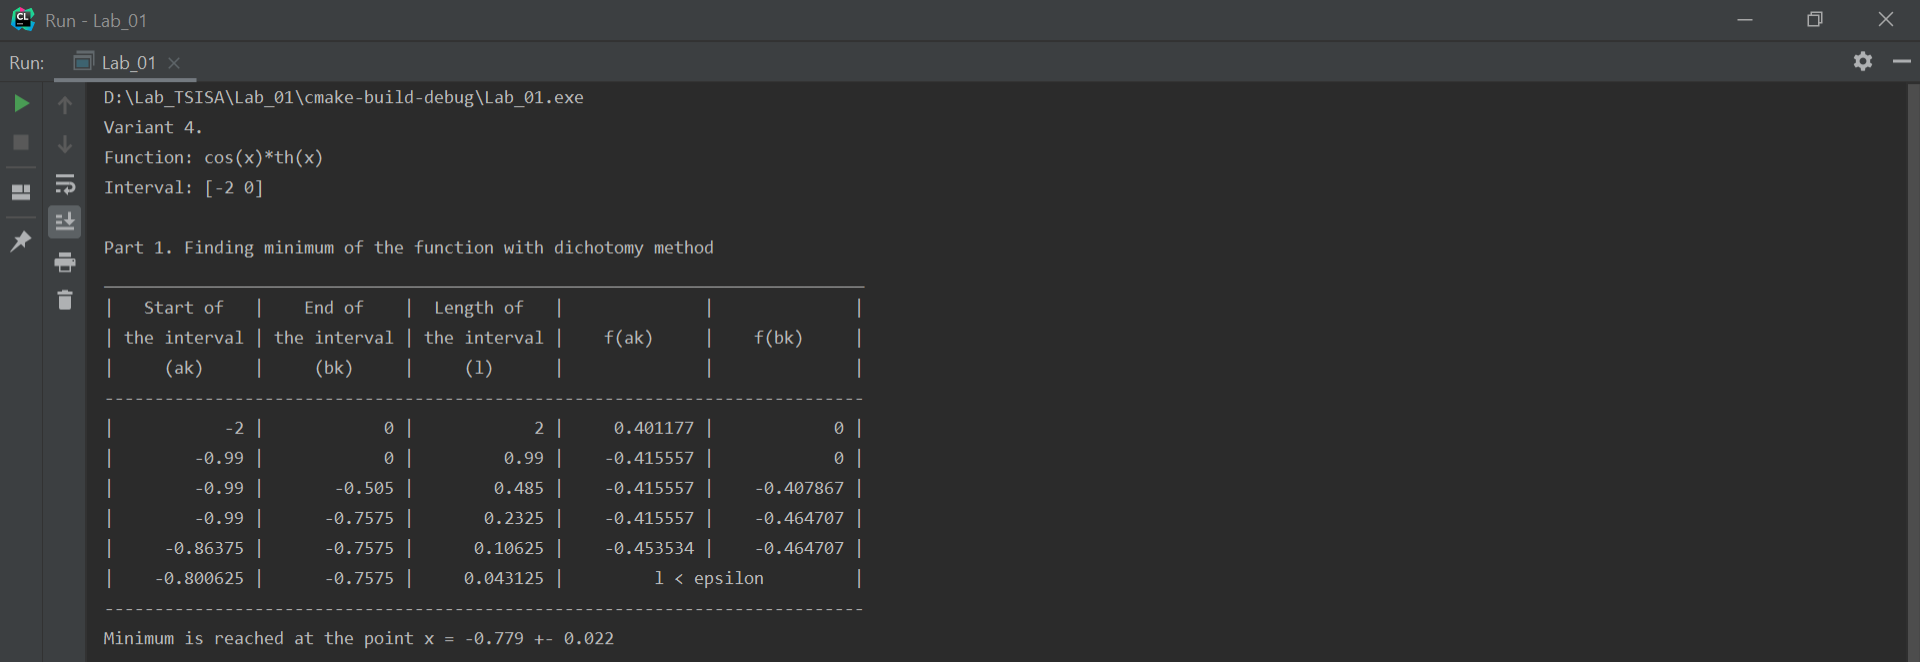 CL
Run - Lab_01
Run:
Lab_01
D:\Lab_TSISA\Lab_01\cmake-build-debug\Lab_01.exe
Variant 4.
Function: cos(x)*th(x)
Interval: [-2 0]
Part 1. Finding minimum of the function with dichotomy method
| Start of | End of | Length of | | |
| the interval | the interval | the interval | f(ak) | f(bk) |
| (ak) | (bk) | (l) | | |
----------------------------------------------------------------------------
| -2 | 0 | 2 | 0.401177 | 0 |
| -0.99 | 0 | 0.99 | -0.415557 | 0 |
| -0.99 | -0.505 | 0.485 | -0.415557 | -0.407867 |
| -0.99 | -0.7575 | 0.2325 | -0.415557 | -0.464707 |
| -0.86375 | -0.7575 | 0.10625 | -0.453534 | -0.464707 |
| -0.800625 | -0.7575 | 0.043125 | l < epsilon |
----------------------------------------------------------------------------
Minimum is reached at the point x = -0.779 +- 0.022